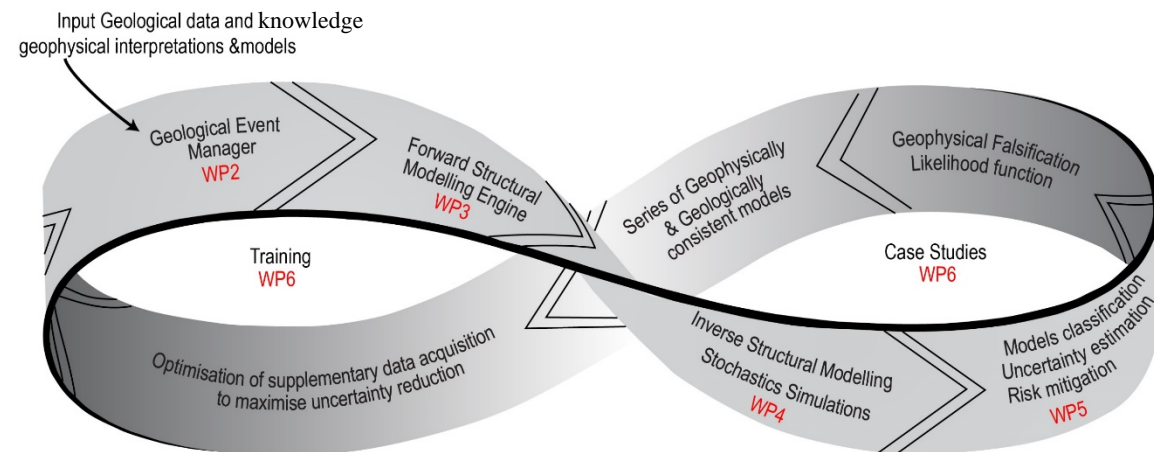 Input Geological data and knowledge
geophysical interpretations &models
Geological Event
Manager
WP2
Forward Structural
Modelling Engine
WP3
Series of Geophysically
& Geologically
consistent models
Geophysical Falsification
Likelihood function
Training
WP6
Case Studies
WP6
Optimisation of supplementary data acquisition
to maximise uncertainty reduction
Inverse Structural Modelling
Stochastics Simulations
WP4
Models classification
Uncertainty estimation
Risk mitigation
WP5